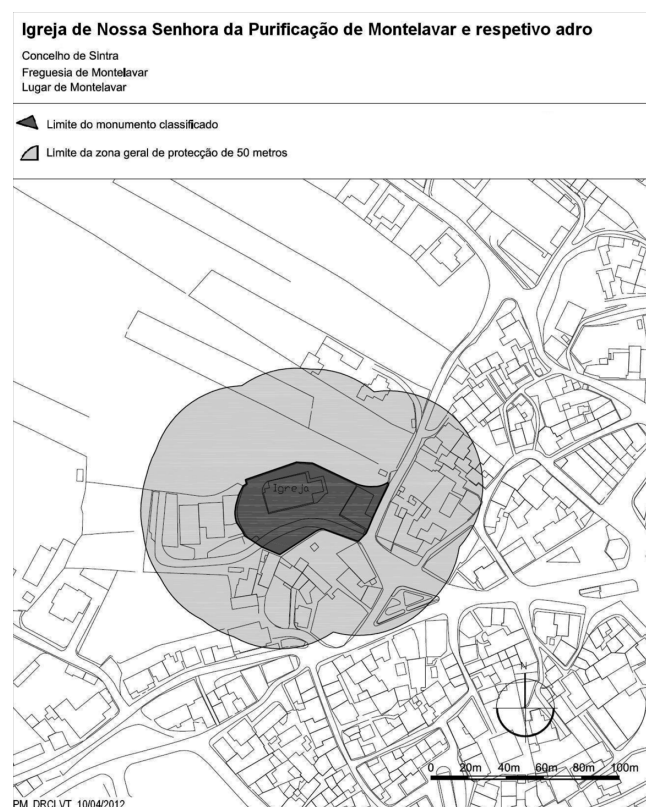 Igreja de Nossa Senhora da Purificação de Montelavar e respetivo adro
Concelho de Sintra
Freguesia de Montelavar
Lugar de Montelavar
Limite do monumento classificado
Limite da zona geral de protecção de 50 metros
Igreja
N
0 20m 40m 60m 80m 100m
PM_DRCLVT_10/04/2012